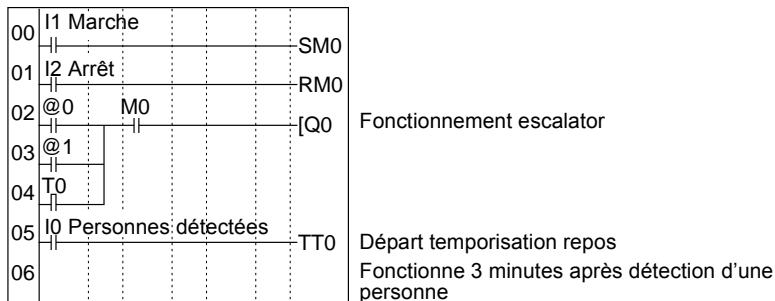 00 I1 Marche SM0
01 I2 Arrêt RM0
02 @0 M0 [Q0 Fonctionnement escalator
03 @1
04 T0
05 I0 Personnes détectées TT0 Départ temporisation repos
06 Fonctionne 3 minutes après détection d'une
personne